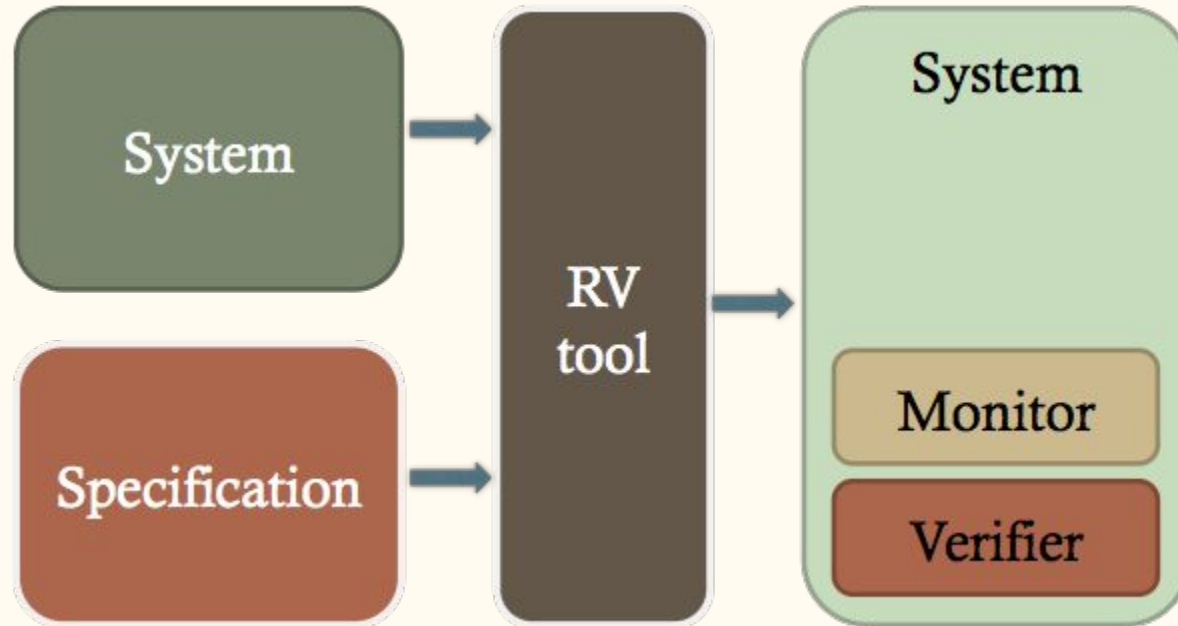 System
Specification
RV
tool
System
Monitor
Verifier